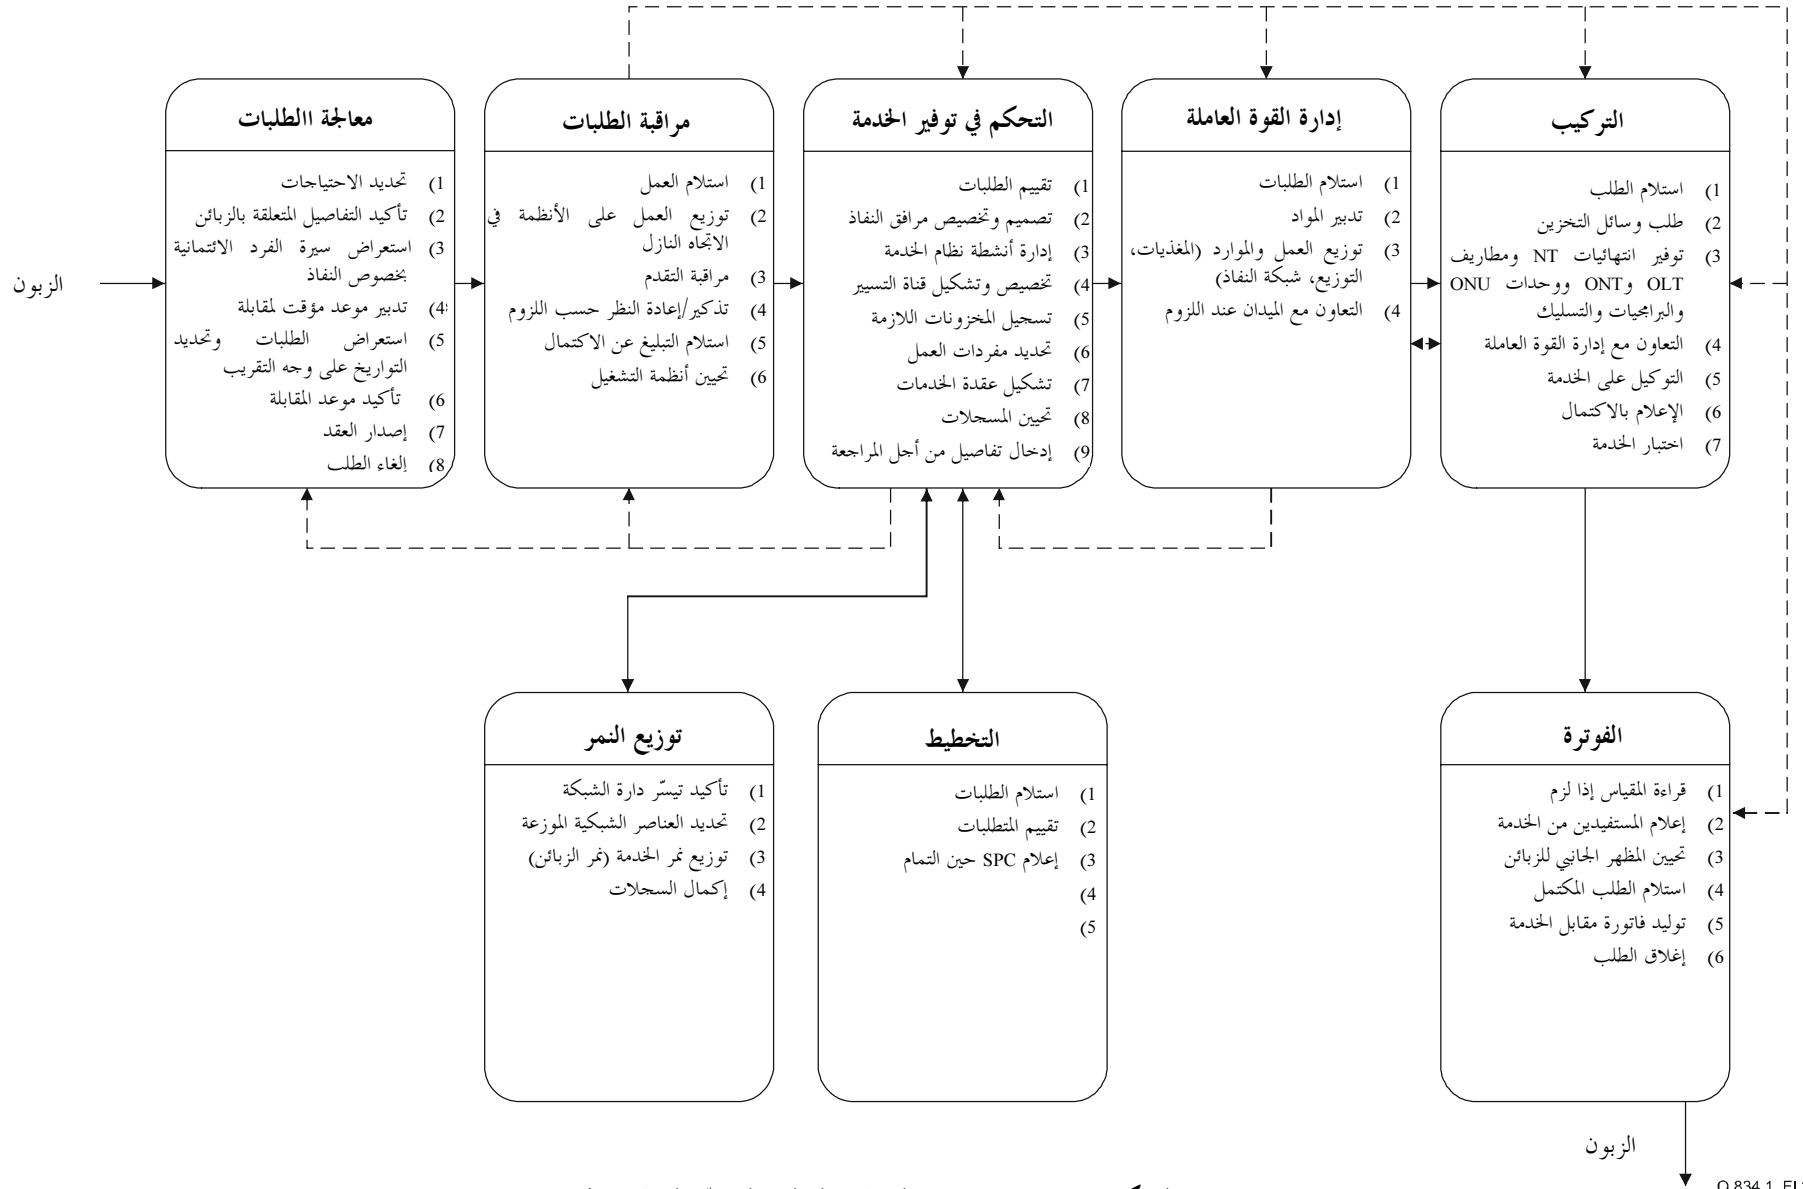 الزبون
معالجة االطلبات
1) تحديد الاحتياجات
2) تأكيد التفاصيل المتعلقة بالزبائن
3) استعراض سيرة الفرد الائتمانية
بخصوص النفاذ
4) تدبير موعد مؤقت لمقابلة
5) استعراض الطلبات وتحديد
التواريخ على وجه التقريب
6) تأكيد موعد المقابلة
7) إصدار العقد
8) إلغاء الطلب
مراقبة الطلبات
1) استلام العمل
2) توزيع العمل على الأنظمة في
الاتجاه النازل
3) مراقبة التقدم
4) تذكير/إعادة النظر حسب اللزوم
5) استلام التبليغ عن الاكتمال
6) تحيين أنظمة التشغيل
التحكم في توفير الخدمة
1) تقييم الطلبات
2) تصميم وتخصيص مرافق النفاذ
3) إدارة أنشطة نظام الخدمة
4) تخصيص وتشكيل قناة التسيير
5) تسجيل المخزونات اللازمة
6) تحديد مفردات العمل
7) تشكيل عقدة الخدمات
8) تحيين المسجلات
9) إدخال تفاصيل من أجل المراجعة
إدارة القوة العاملة
1) استلام الطلبات
2) تدبير المواد
3) توزيع العمل والموارد (المغذيات،
التوزيع، شبكة النفاذ)
4) التعاون مع الميدان عند اللزوم
التركيب
1) استلام الطلب
2) طلب وسائل التخزين
3) توفير انتهائيات NT ومطاريف
OLT وONT ووحدات ONU
والبرامجيات والتسليك
4) التعاون مع إدارة القوة العاملة
5) التوكيل على الخدمة
6) الإعلام بالاكتمال
7) اختبار الخدمة
توزيع النمر
1) تأكيد تيسّر دارة الشبكة
2) تحديد العناصر الشبكية الموزعة
3) توزيع نمر الخدمة (نمر الزبائن)
4) إكمال السجلات
التخطيط
1) استلام الطلبات
2) تقييم المتطلبات
3) إعلام SPC حين التمام
4)
5)
الفوترة
1) قراءة المقياس إذا لزم
2) إعلام المستفيدين من الخدمة
3) تحيين المظهر الجانبي للزبائن
4) استلام الطلب المكتمل
5) توليد فاتورة مقابل الخدمة
6) إغلاق الطلب
الزبون